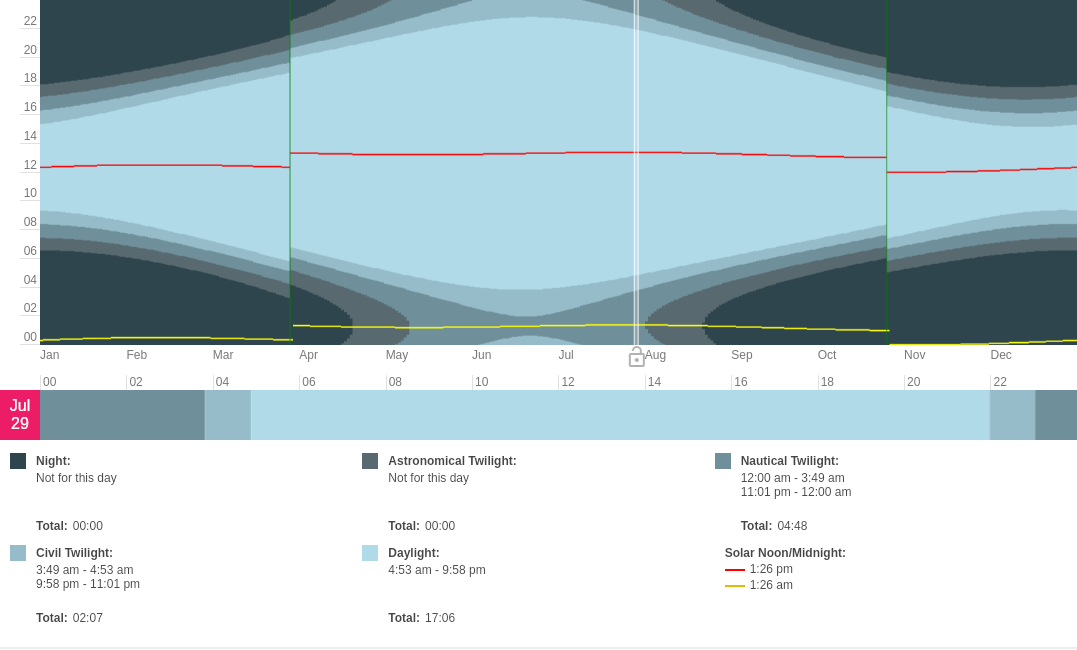 22
20
18
16
14
12
10
08
06
04
02
00
Jan Feb Mar Apr May Jun Jul Aug Sep Oct Nov Dec
00 02 04 06 08 10 12 14 16 18 20 22
Jul
29
Night: Astronomical Twilight: Nautical Twilight:
Not for this day Not for this day 12:00 am - 3:49 am
11:01 pm - 12:00 am
Total: 00:00 Total: 00:00 Total: 04:48
Civil Twilight: Daylight: Solar Noon/Midnight:
3:49 am - 4:53 am 4:53 am - 9:58 pm 1:26 pm
9:58 pm - 11:01 pm 1:26 am
Total: 02:07 Total: 17:06